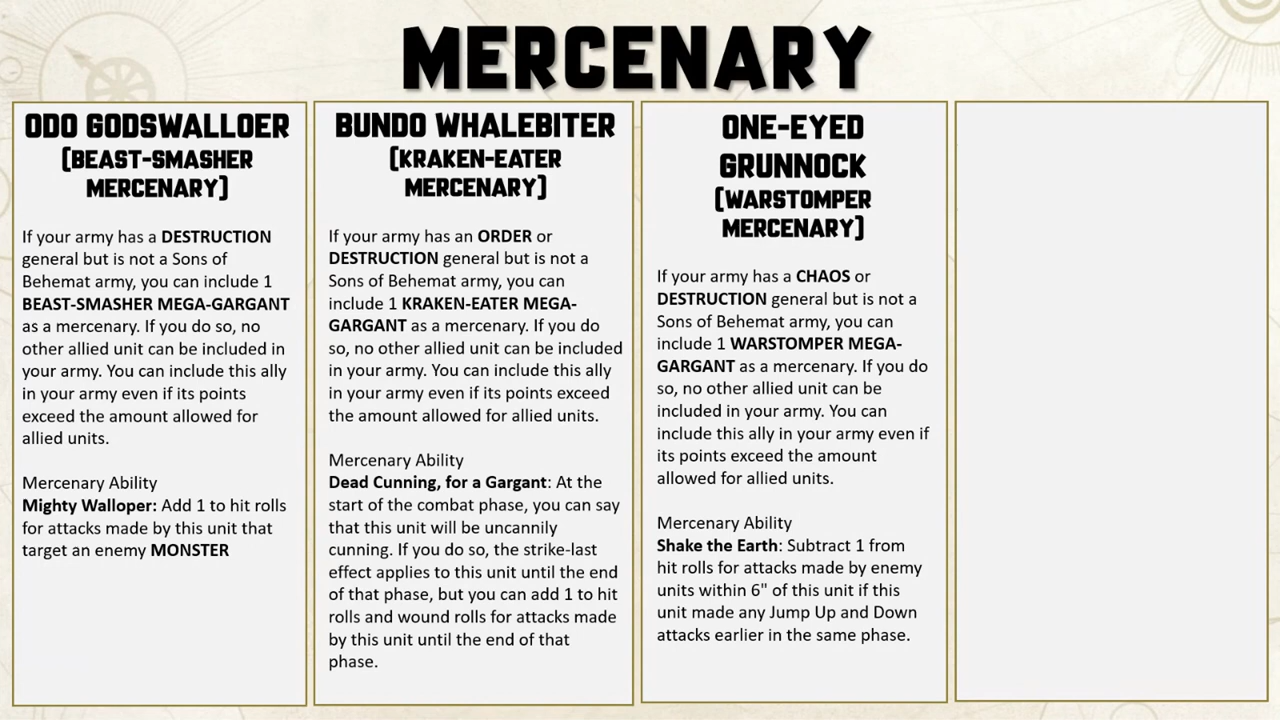 MERCENARY
ODO GODSWALLOER
(BEAST-SMASHER
MERCENARY)
If your army has a DESTRUCTION
general but is not a Sons of
Behemat army, you can include 1
BEAST-SMASHER MEGA-GARGANT
as a mercenary. If you do so, no
other allied unit can be included in
your army. You can include this ally
in your army even if its points
exceed the amount allowed for
allied units.
Mercenary Ability
Mighty Walloper: Add 1 to hit rolls
for attacks made by this unit that
target an enemy MONSTER
BUNDO WHALEBITER
(KRAKEN-EATER
MERCENARY)
If your army has an ORDER or
DESTRUCTION general but is not a
Sons of Behemat army, you can
include 1 KRAKEN-EATER MEGA-
GARGANT as a mercenary. If you do
so, no other allied unit can be included
in your army. You can include this ally
in your army even if its points exceed
the amount allowed for allied units.
Mercenary Ability
Dead Cunning, for a Gargant: At the
start of the combat phase, you can say
that this unit will be uncannily
cunning. If you do so, the strike-last
effect applies to this unit until the end
of that phase, but you can add 1 to hit
rolls and wound rolls for attacks made
by this unit until the end of that
phase.
ONE-EYED
GRUNNOCK
(WARSTOMPER
MERCENARY)
If your army has a CHAOS or
DESTRUCTION general but is not a
Sons of Behemat army, you can
include 1 WARSTOMPER MEGA-
GARGANT as a mercenary. If you do
so, no other allied unit can be
included in your army. You can
include this ally in your army even if
its points exceed the amount
allowed for allied units.
Mercenary Ability
Shake the Earth: Subtract 1 from
hit rolls for attacks made by enemy
units within 6" of this unit if this
unit made any Jump Up and Down
attacks earlier in the same phase.